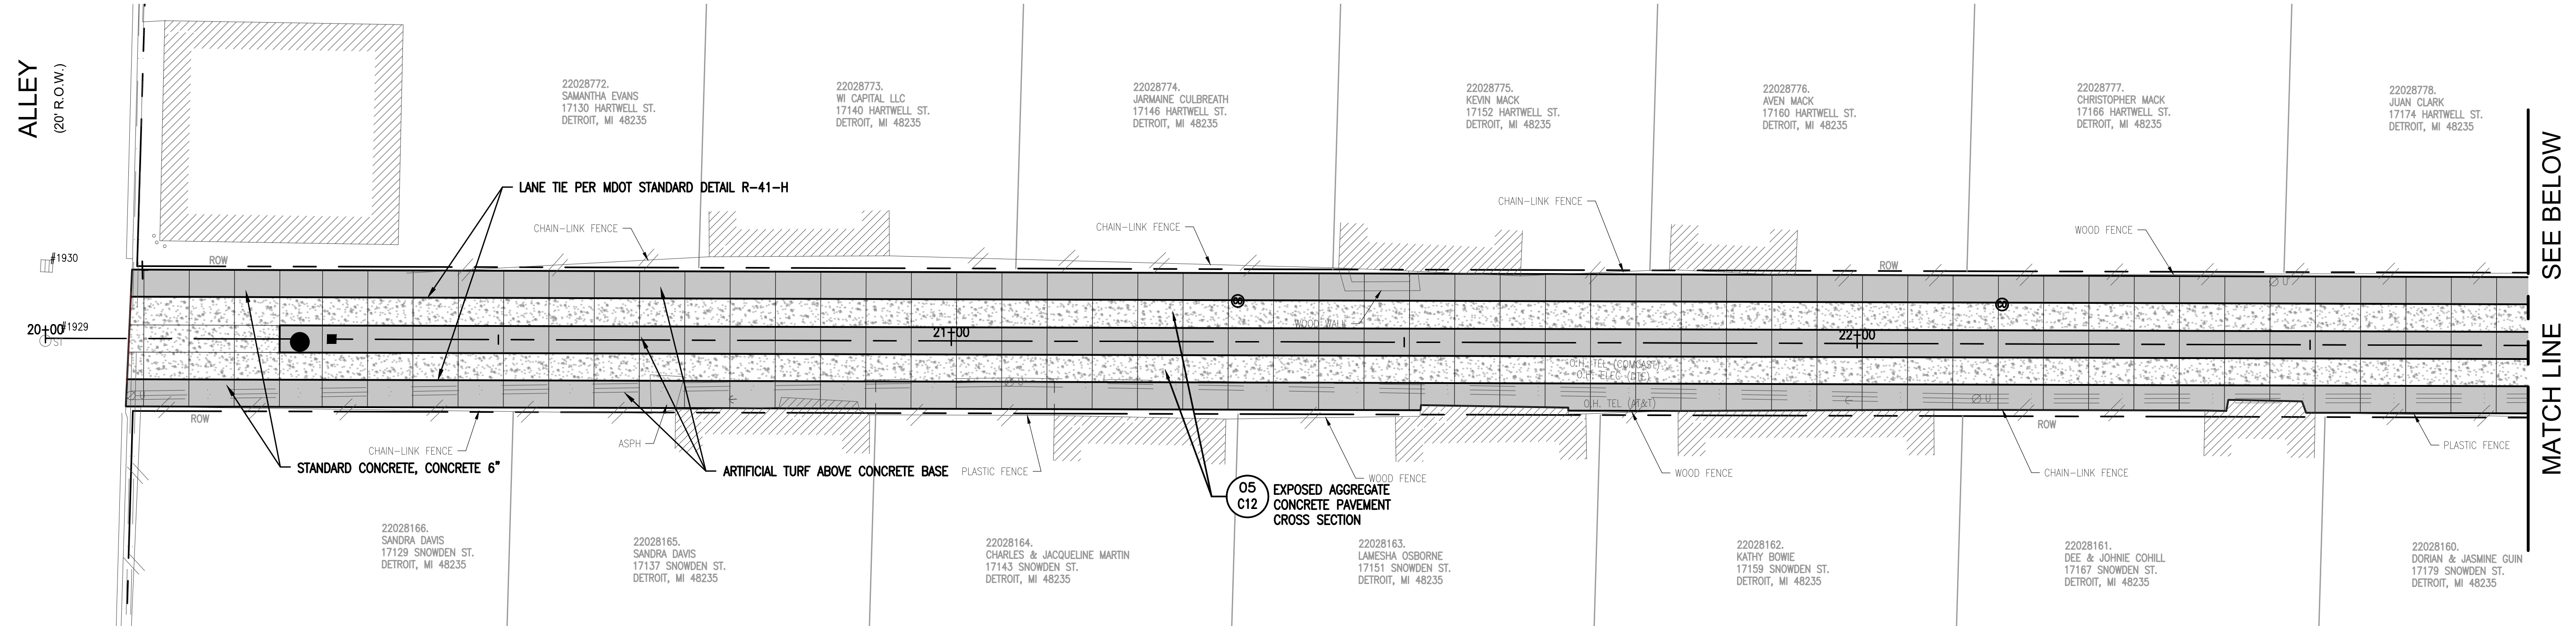 ALLEY
(20' R.O.W.)
22028772.
SAMANTHA EVANS
17130 HARTWELL ST.
DETROIT, MI 48235
22028773.
WI CAPITAL LLC
17140 HARTWELL ST.
DETROIT, MI 48235
22028774.
JARMAINE CULBREATH
17146 HARTWELL ST.
DETROIT, MI 48235
22028775.
KEVIN MACK
17152 HARTWELL ST.
DETROIT, MI 48235
22028776.
AVEN MACK
17160 HARTWELL ST.
DETROIT, MI 48235
22028777.
CHRISTOPHER MACK
17166 HARTWELL ST.
DETROIT, MI 48235
22028778.
JUAN CLARK
17174 HARTWELL ST.
DETROIT, MI 48235
MATCH LINE SEE BELOW
LANE TIE PER MDOT STANDARD DETAIL R-41-H
CHAIN-LINK FENCE
CHAIN-LINK FENCE
CHAIN-LINK FENCE
WOOD FENCE
#1930
ROW
ROW
Ø U
CO
CO
WOOD WALL
20+00
#1929
ST
21+00
22+00
O.H. TEL (COMCAST)
O.H. ELEC (DTE)
O.H. TEL (AT&T)
Ø U
Ø U
Ø U
ROW
ROW
CHAIN-LINK FENCE
ASPH
STANDARD CONCRETE, CONCRETE 6"
ARTIFICIAL TURF ABOVE CONCRETE BASE
PLASTIC FENCE
WOOD FENCE
WOOD FENCE
CHAIN-LINK FENCE
PLASTIC FENCE
05
C12
EXPOSED AGGREGATE
CONCRETE PAVEMENT
CROSS SECTION
22028166.
SANDRA DAVIS
17129 SNOWDEN ST.
DETROIT, MI 48235
22028165.
SANDRA DAVIS
17137 SNOWDEN ST.
DETROIT, MI 48235
22028164.
CHARLES & JACQUELINE MARTIN
17143 SNOWDEN ST.
DETROIT, MI 48235
22028163.
LAMESHA OSBORNE
17151 SNOWDEN ST.
DETROIT, MI 48235
22028162.
KATHY BOWIE
17159 SNOWDEN ST.
DETROIT, MI 48235
22028161.
DEE & JOHNIE COHILL
17167 SNOWDEN ST.
DETROIT, MI 48235
22028160.
DORIAN & JASMINE GUIN
17179 SNOWDEN ST.
DETROIT, MI 48235